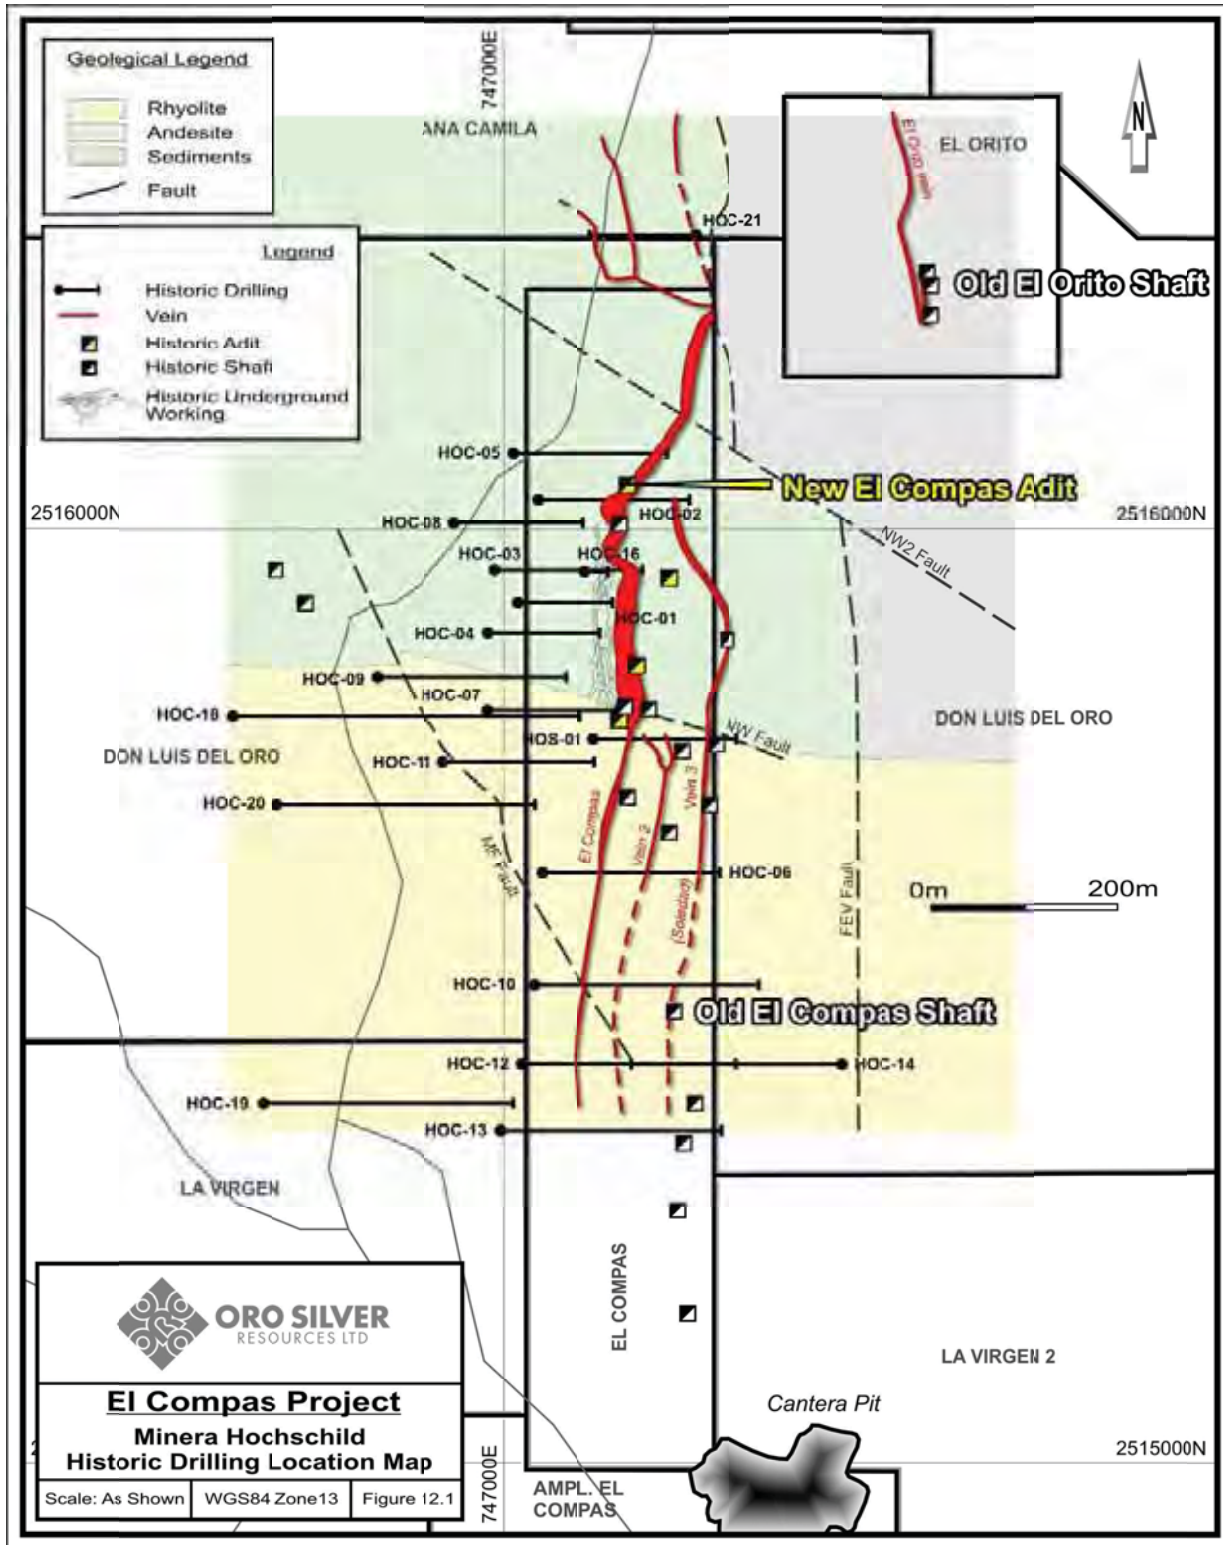 Geological Legend
Rhyolite
Andesite
Sediments
Fault
Legend
Historic Drilling
Vein
Historic Adit
Historic Shaft
Historic Underground
Working
747000E
ANA CAMILA
HOC-21
EL ORITO
El Orito Vein
Old El Orito Shaft
N
HOC-05
New El Compas Adit
2516000N
2516000N
HOC-08
HOC-02
NW2 Fault
HOC-03
HOC-16
HOC-01
HOC-04
HOC-09
HOC-07
HOC-18
DON LUIS DEL ORO
HOS-01
NW Fault
DON LUIS DEL ORO
HOC-11
HOC-20
El Compas
Vein 2
Vein 3
(Soledad)
MF Fault
HOC-06
FEV Fault
0m
200m
HOC-10
Old El Compas Shaft
HOC-12
HOC-14
HOC-19
HOC-13
LA VIRGEN
EL COMPAS
LA VIRGEN 2
Cantera Pit
2515000N
747000E
AMPL. EL
COMPAS
ORO SILVER
RESOURCES LTD
El Compas Project
Minera Hochschild
Historic Drilling Location Map
Scale: As Shown
WGS84 Zone13
Figure 12.1